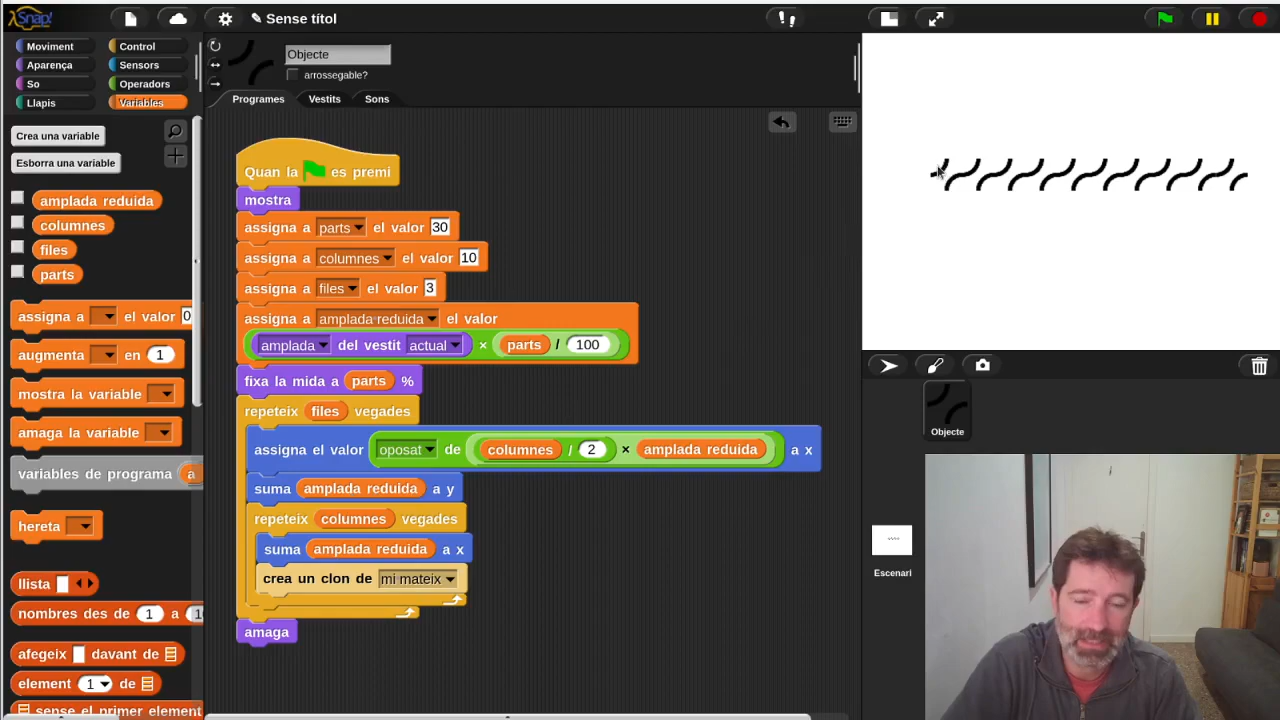 Snap!
Sense títol
Moviment
Control
Aparença
Sensors
So
Operadors
Llapis
Variables
Crea una variable
Esborra una variable
amplada reduïda
columnes
files
parts
assigna a el valor 0
augmenta en 1
mostra la variable
amaga la variable
variables de programa a
hereta
llista
nombres des de 1 a 10
afegeix davant de
element 1 de
sense el primer element
Objecte
arrossegable?
Programes
Vestits
Sons
Quan la es premi
mostra
assigna a parts el valor 30
assigna a columnes el valor 10
assigna a files el valor 3
assigna a amplada reduïda el valor
amplada del vestit actual × parts / 100
fixa la mida a parts %
repeteix files vegades
assigna el valor oposat de columnes / 2 × amplada reduïda a x
suma amplada reduïda a y
repeteix columnes vegades
suma amplada reduïda a x
crea un clon de mi mateix
amaga
Objecte
Escenari